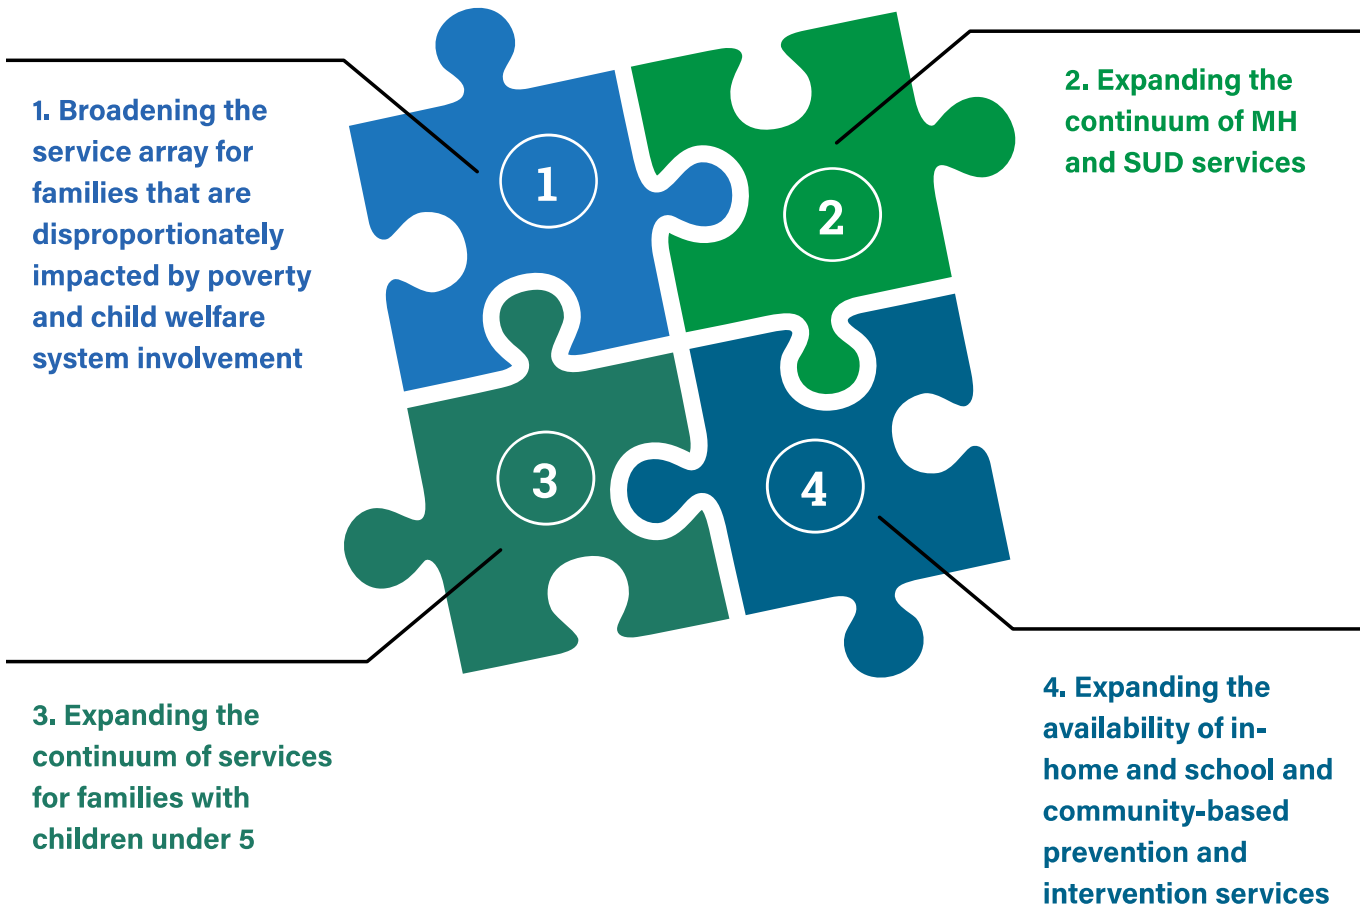 1. Broadening the
service array for
families that are
disproportionately
impacted by poverty
and child welfare
system involvement
2. Expanding the
continuum of MH
and SUD services
1
2
3
4
3. Expanding the
continuum of services
for families with
children under 5
4. Expanding the
availability of in-
home and school and
community-based
prevention and
intervention services